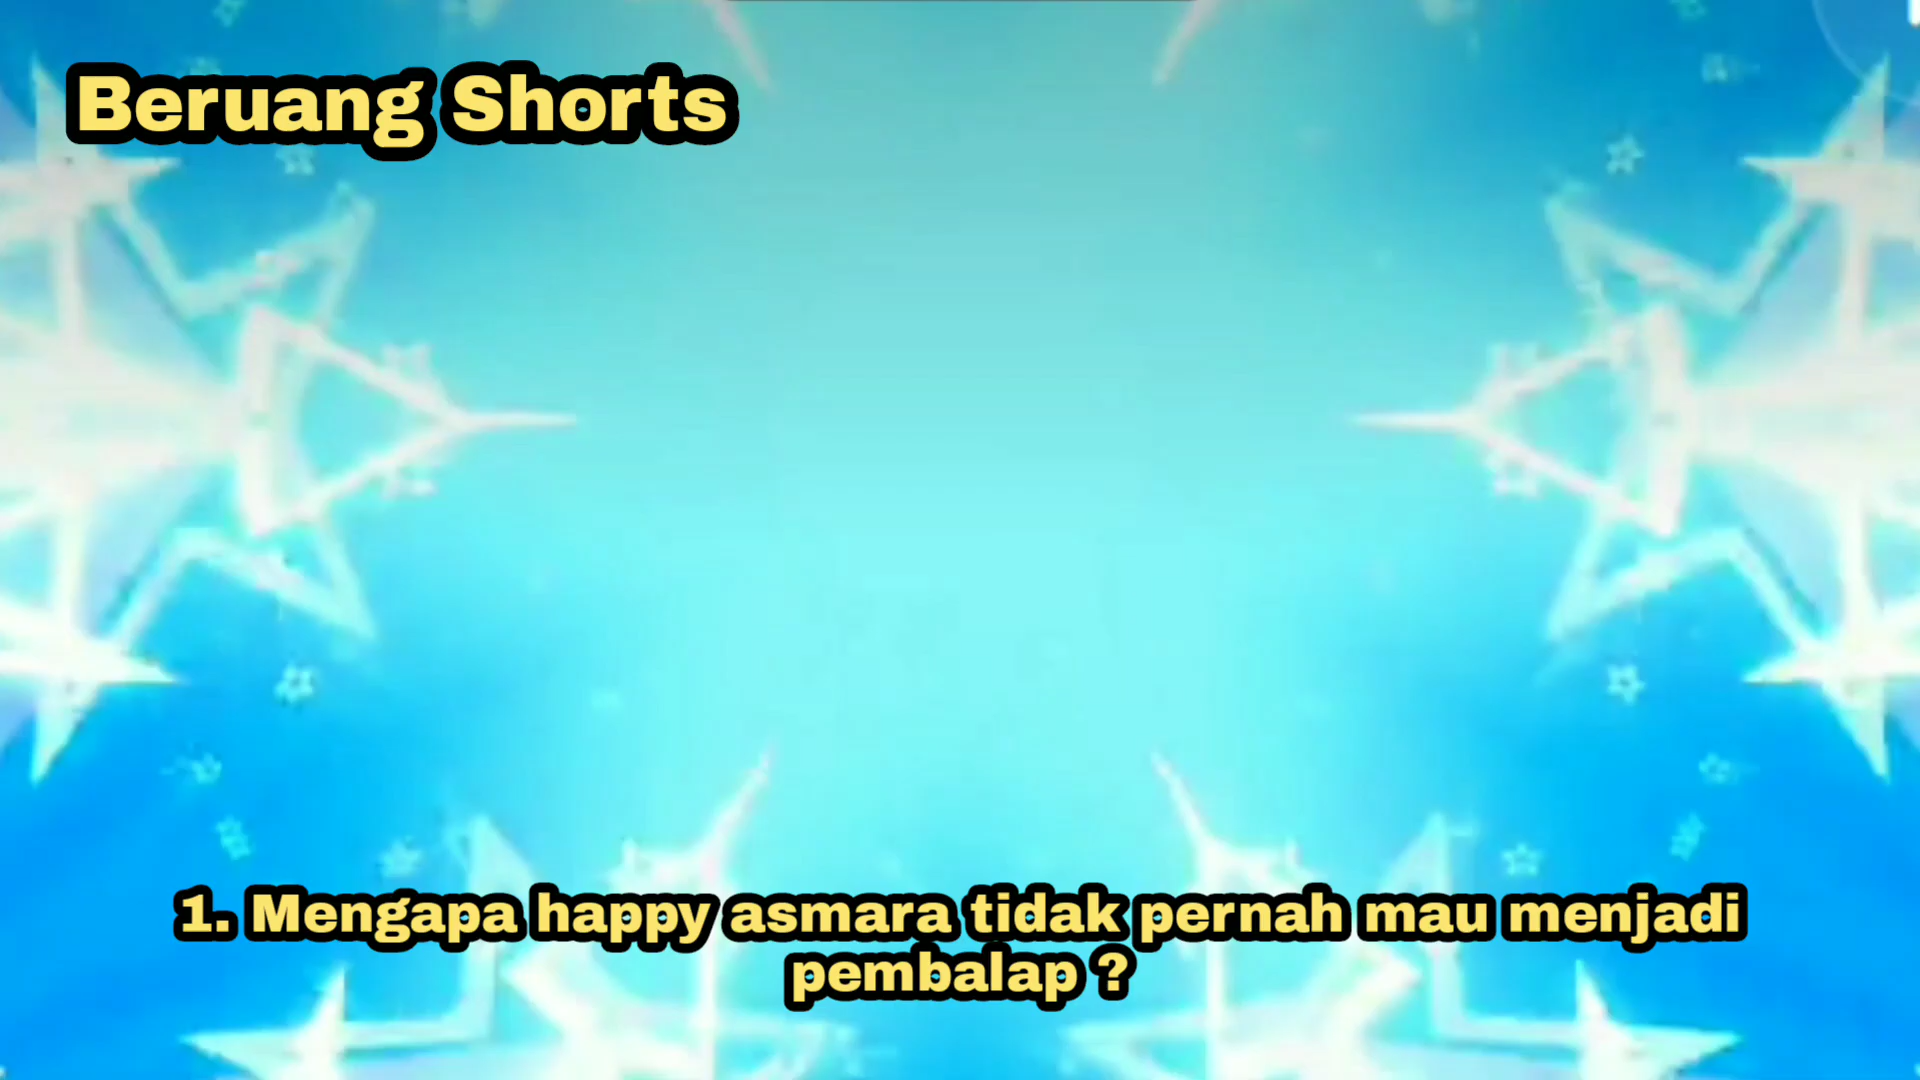 Beruang Shorts
1. Mengapa happy asmara tidak pernah mau menjadi
pembalap ?